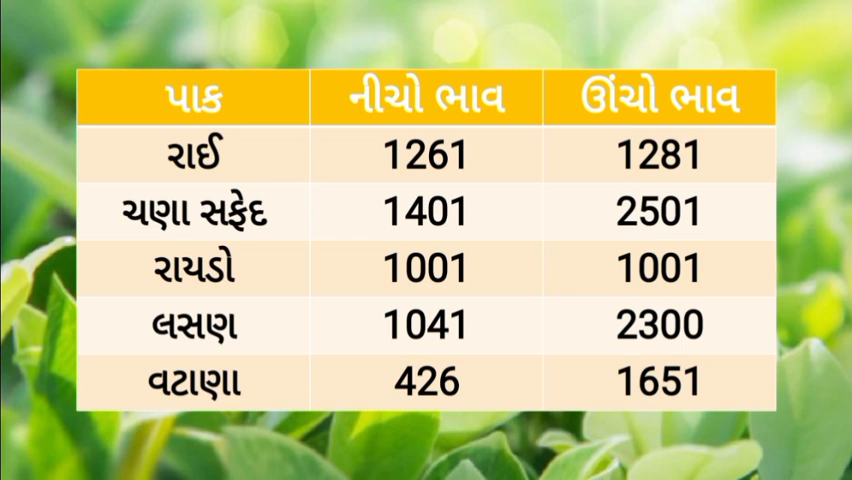 પાક નીચો ભાવ ઊંચો ભાવ
રાઈ 1261 1281
ચણા સફેદ 1401 2501
રાયડો 1001 1001
લસણ 1041 2300
વટાણા 426 1651